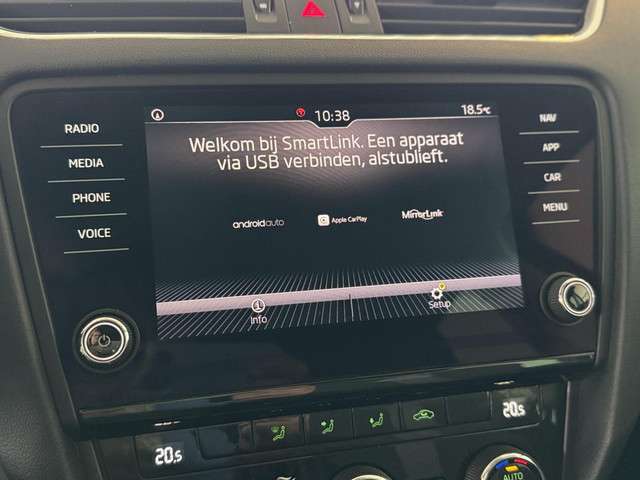 10:38
18.5°C
RADIO
MEDIA
PHONE
VOICE
NAV
APP
CAR
MENU
Welkom bij SmartLink. Een apparaat
via USB verbinden, alstublieft.
androidauto
Apple CarPlay
MirrorLink
Info
Setup
20.5
20.5
AUTO